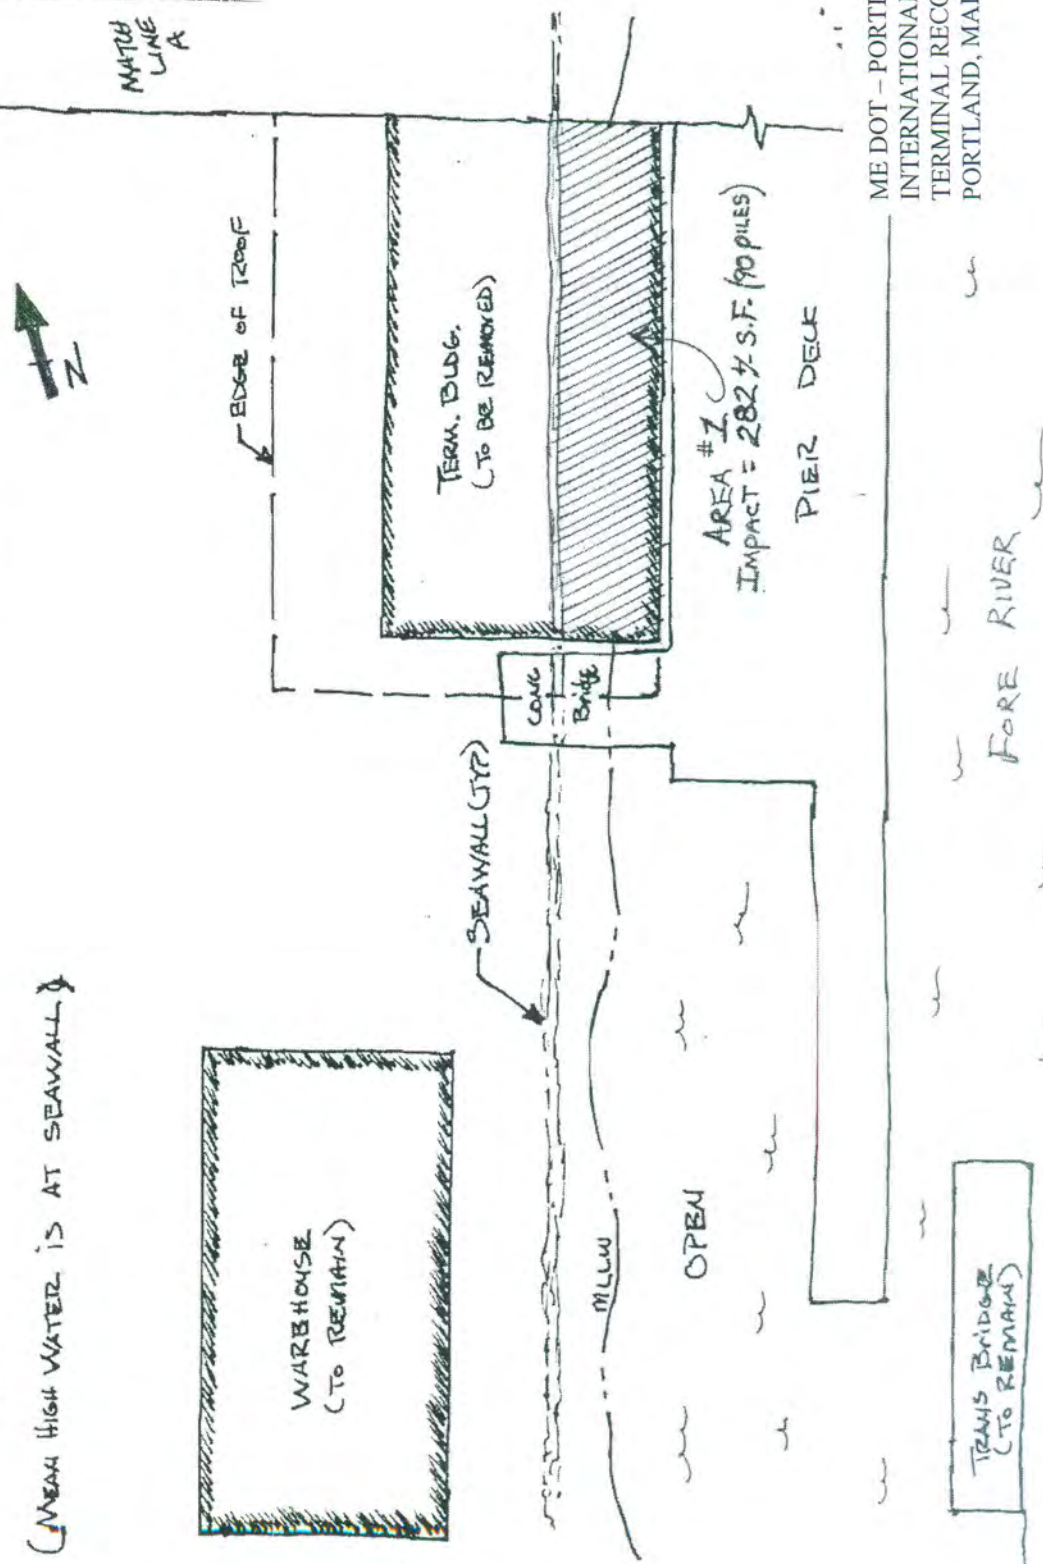 (MEAN HIGH WATER IS AT SEAWALL)
MATCH
LINE
A
N
EDGE OF ROOF
WAREHOUSE
(TO REMAIN)
TERM. BLDG.
(TO BE REMOVED)
SEAWALL (TYP)
CONC
Bridge
MLLW
OPEN
AREA #1
IMPACT = 282 +/- S.F. (90 PILES)
PIER DECK
TRANS BRIDGE
(TO REMAIN)
FORE RIVER
ME DOT – PORTL
INTERNATIONAL
TERMINAL RECO
PORTLAND, MAI